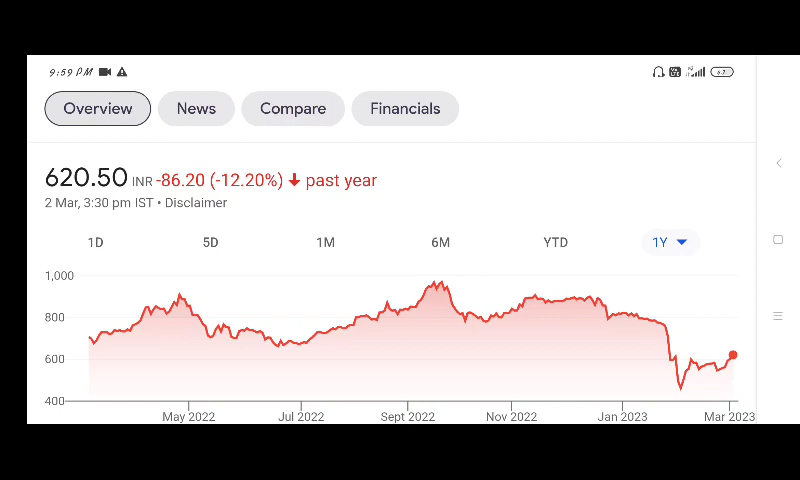 9:59 PM
Overview News Compare Financials
620.50 INR -86.20 (-12.20%) past year
2 Mar, 3:30 pm IST • Disclaimer
1D 5D 1M 6M YTD 1Y
1,000
800
600
400
May 2022 Jul 2022 Sept 2022 Nov 2022 Jan 2023 Mar 2023